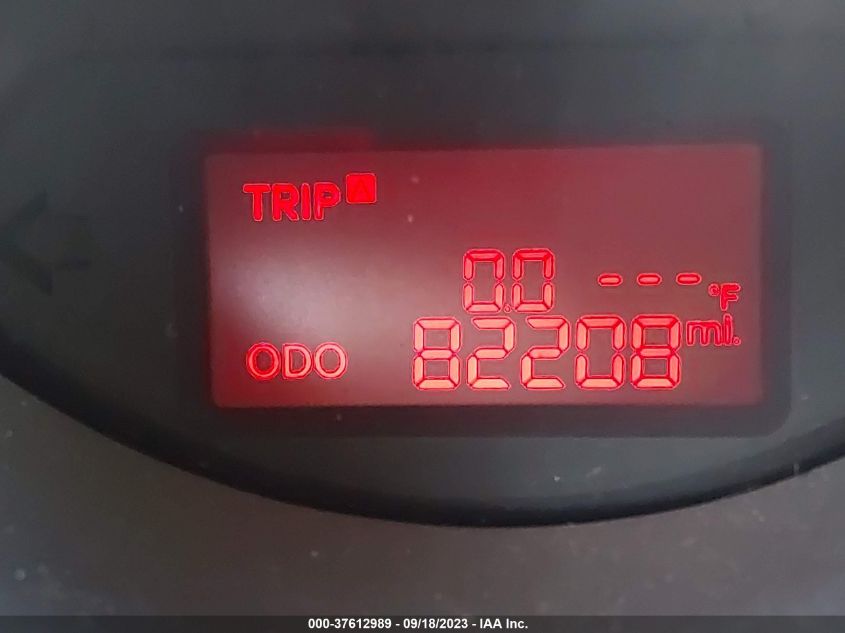 TRIP A
0.0 --- °F
ODO 82208 mi.
000-37612989 - 09/18/2023 - IAA Inc.